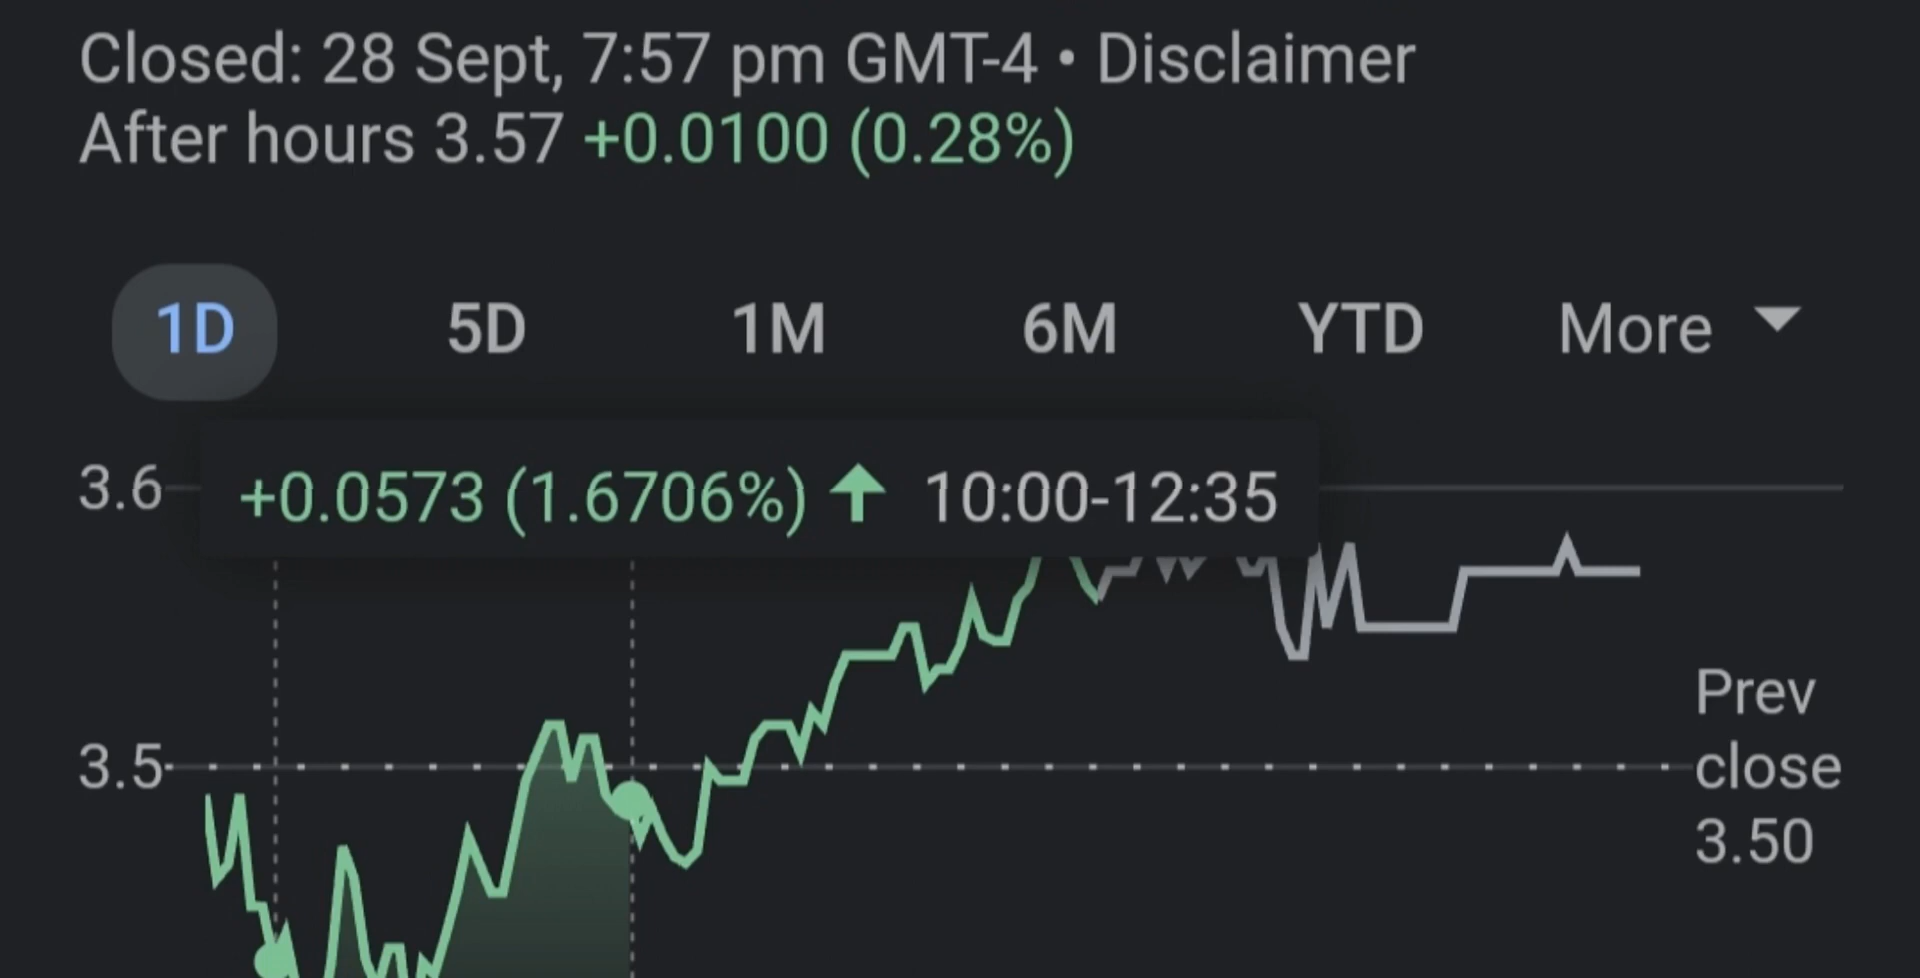 Closed: 28 Sept, 7:57 pm GMT-4 • Disclaimer
After hours 3.57 +0.0100 (0.28%)
1D 5D 1M 6M YTD More
+0.0573 (1.6706%) ↑ 10:00-12:35
3.6
3.5
Prev
close
3.50